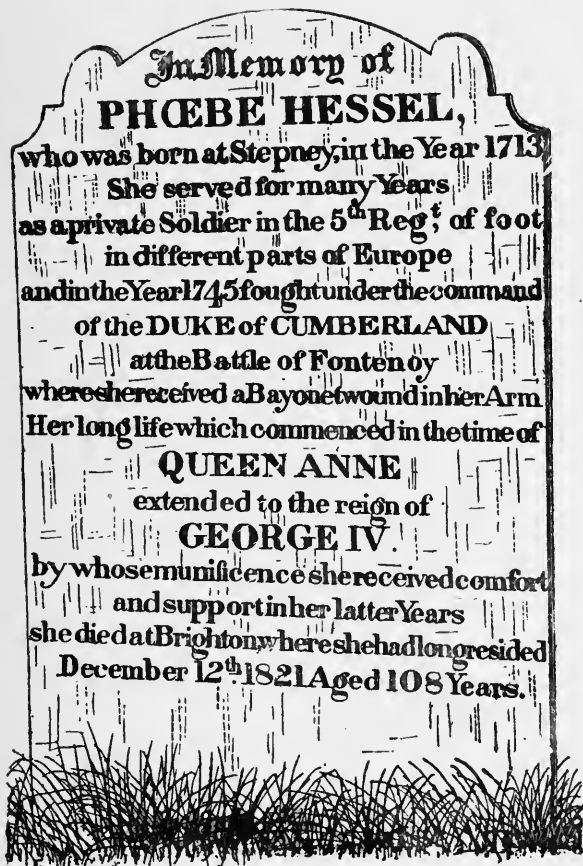 In Memory of
PHŒBE HESSEL,
who was born at Stepney, in the Year 1713
She served for many Years
as a private Soldier in the 5th Regt. of foot
in different parts of Europe
and in the Year 1745 fought under the command
of the DUKE of CUMBERLAND
at the Battle of Fontenoy
where she received a Bayonet wound in her Arm
Her long life which commenced in the time of
QUEEN ANNE
extended to the reign of
GEORGE IV.
by whose munificence she received comfort
and support in her latter Years
she died at Brighton, where she had long resided
December 12th. 1821 Aged 108 Years.